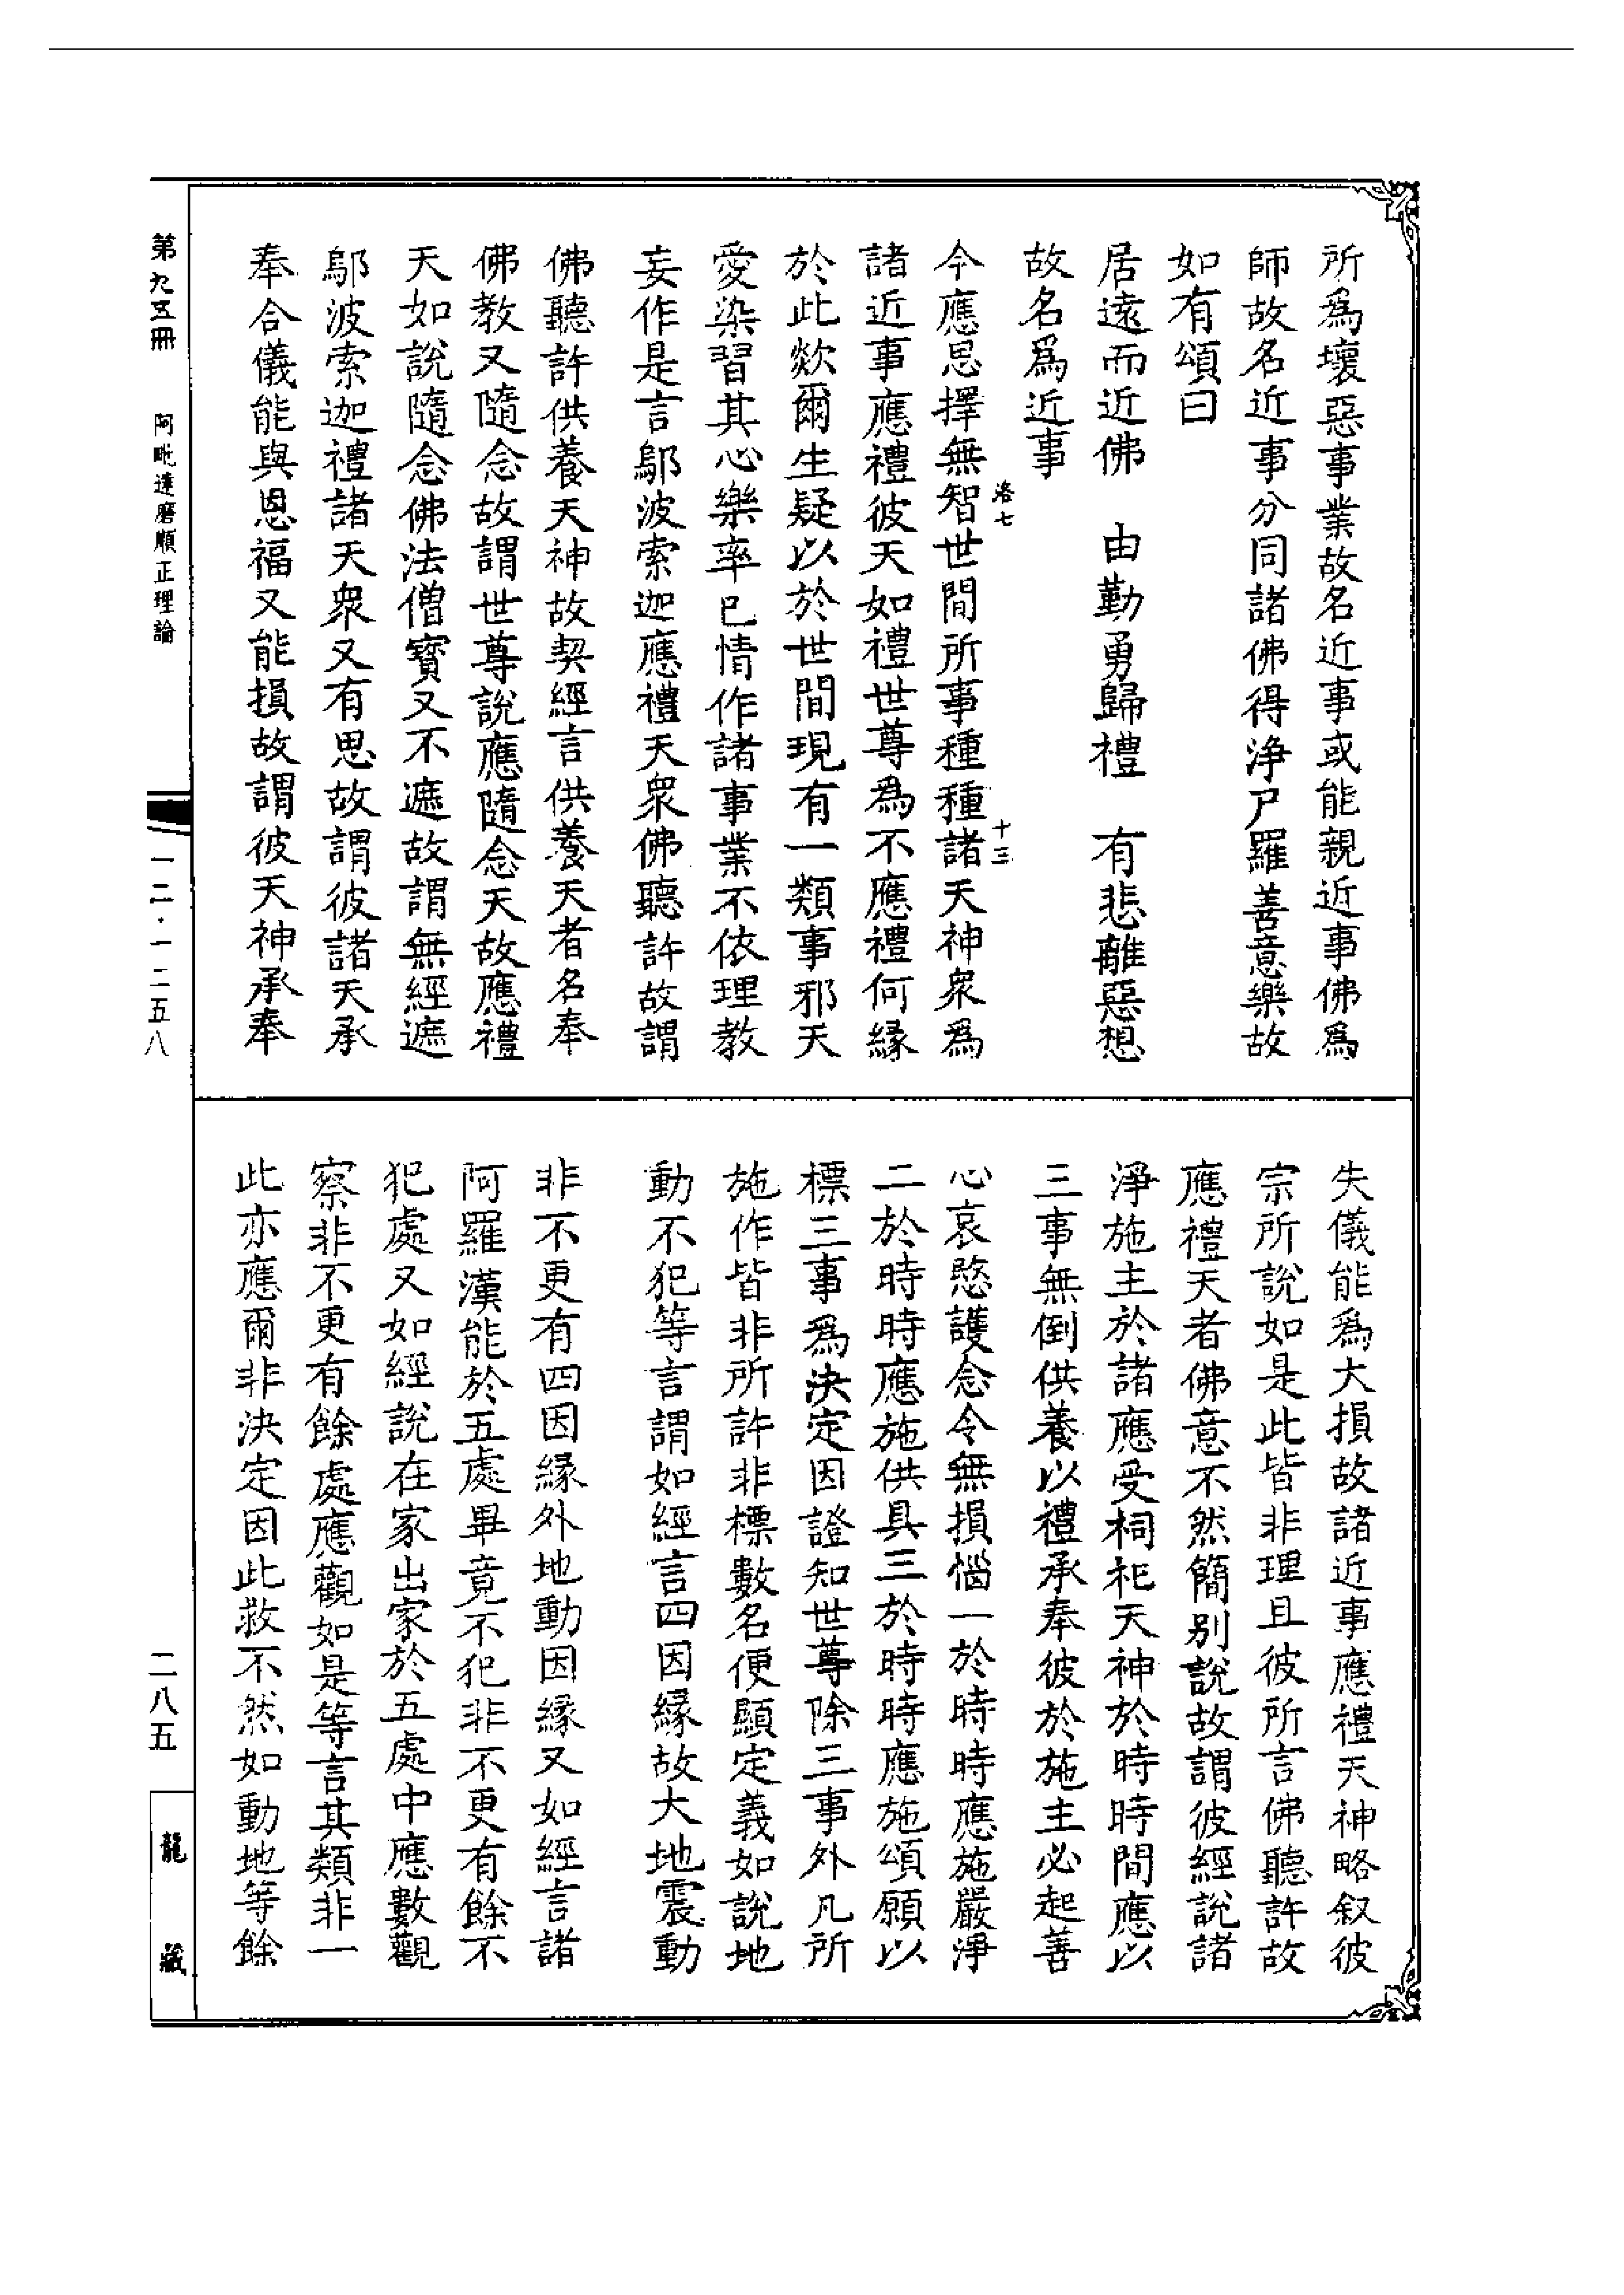 所為壞惡事業故名近事或能親近事佛為
師故名近事分同諸佛得淨尸羅善意樂故
如有頌曰
居遠而近佛　由勤勇歸禮　有悲離惡想
故名為近事
洛七
十三
今應思擇無智世間所事種種諸天神衆為
諸近事應禮彼天如禮世尊為不應禮何緣
於此欻爾生疑以於世間現有一類事邪天
愛染習其心樂率已情作諸事業不依理教
妄作是言鄔波索迦應禮天衆佛聽許故謂
佛聽許供養天神故契經言供養天者名奉
佛教又隨念故謂世尊說應隨念天故應禮
天如說隨念佛法僧寶又不遮故謂無經遮
鄔波索迦禮諸天衆又有思故謂彼諸天承
奉合儀能與恩福又能損故謂彼天神承奉
失儀能為大損故諸近事應禮天神略叙彼
宗所說如是此皆非理且彼所言佛聽許故
應禮天者佛意不然簡別說故謂彼經說諸
淨施主於諸應受祠祀天神於時時間應以
三事無倒供養以禮承奉彼於施主必起善
心哀愍護念令無損惱一於時時應施嚴淨
二於時時應施供具三於時時應施頌願以
標三事為決定因證知世尊除三事外凡所
施作皆非所許非標數名便顯定義如說地
動不犯等言謂如經言四因緣故大地震動
非不更有四因緣外地動因緣又如經言諸
阿羅漢能於五處畢竟不犯非不更有餘不
犯處又如經說在家出家於五處中應數觀
察非不更有餘處應觀如是等言其類非一
此亦應爾非決定因此救不然如動地等餘
第九五冊　阿毗達磨順正理論
一二·一二五八
二八五
龍藏